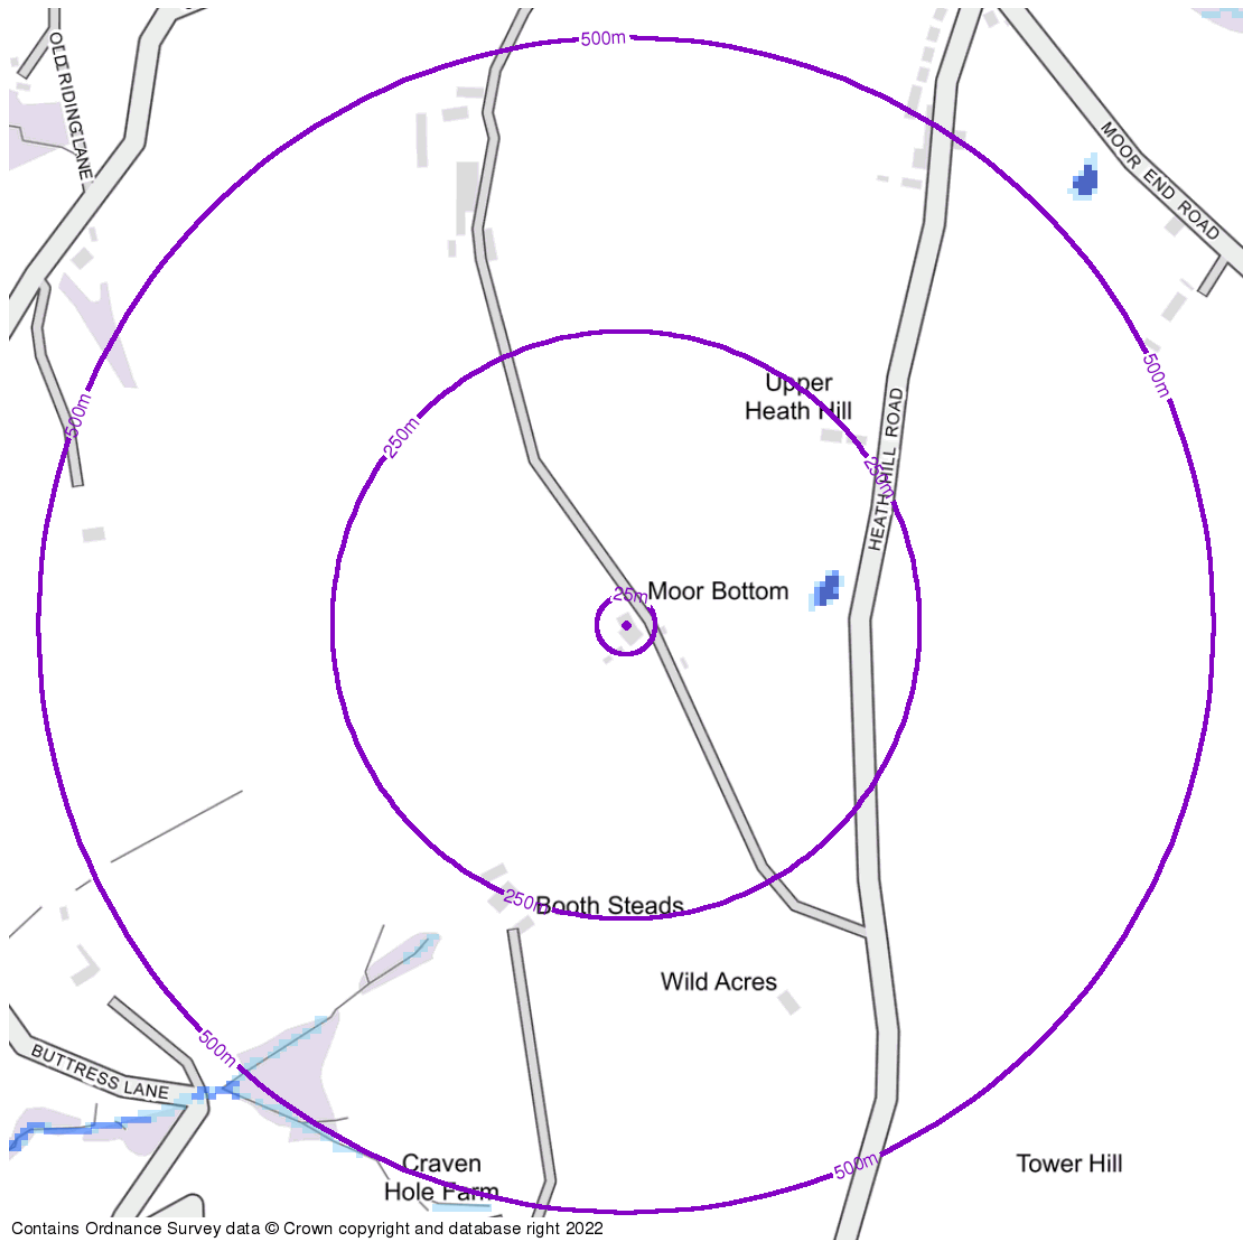 500m
OLD RIDING LANE
MOOR END ROAD
500m
Upper
Heath Hill
500m
250m
HEATH HILL ROAD
250m
25m
Moor Bottom
250m
Booth Steads
Wild Acres
500m
BUTTRESS LANE
Craven
Hole Farm
500m
Tower Hill
Contains Ordnance Survey data © Crown copyright and database right 2022